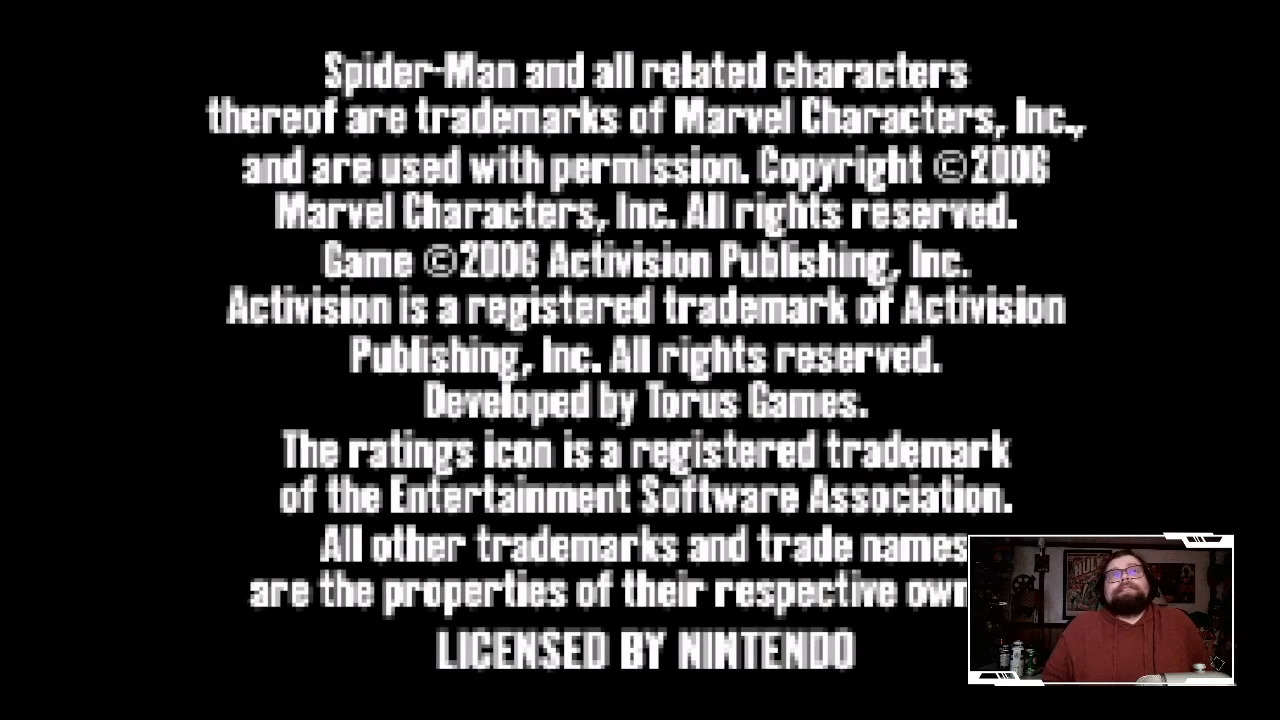 Spider-Man and all related characters
thereof are trademarks of Marvel Characters, Inc.,
and are used with permission. Copyright ©2006
Marvel Characters, Inc. All rights reserved.
Game ©2006 Activision Publishing, Inc.
Activision is a registered trademark of Activision
Publishing, Inc. All rights reserved.
Developed by Torus Games.
The ratings icon is a registered trademark
of the Entertainment Software Association.
All other trademarks and trade names
are the properties of their respective own
LICENSED BY NINTENDO